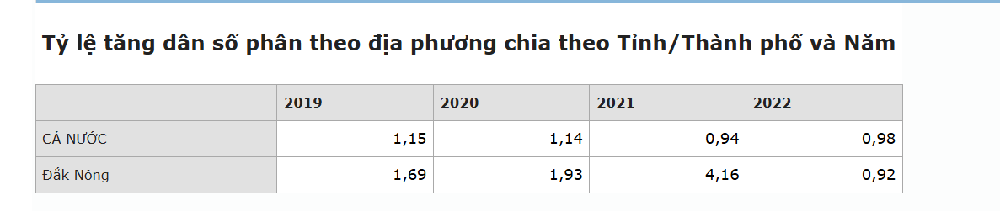 Tỷ lệ tăng dân số phân theo địa phương chia theo Tỉnh/Thành phố và Năm
2019 2020 2021 2022
CẢ NƯỚC 1,15 1,14 0,94 0,98
Đắk Nông 1,69 1,93 4,16 0,92